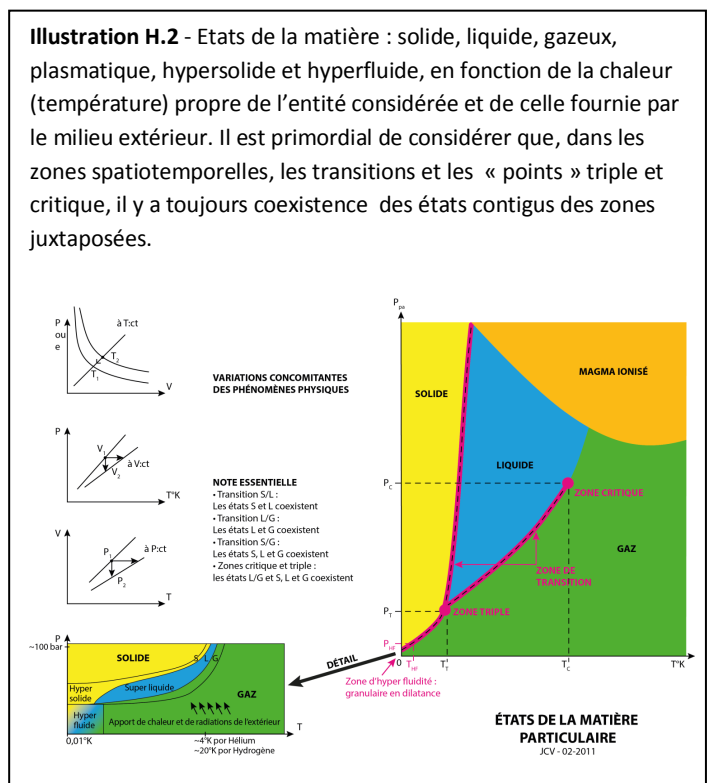 Illustration H.2 - Etats de la matière : solide, liquide, gazeux,
plasmatique, hypersolide et hyperfluide, en fonction de la chaleur
(température) propre de l’entité considérée et de celle fournie par
le milieu extérieur. Il est primordial de considérer que, dans les
zones spatiotemporelles, les transitions et les « points » triple et
critique, il y a toujours coexistence des états contigus des zones
juxtaposées.
P
ou
e
à T:ct
T2
T1
V
VARIATIONS CONCOMITANTES
DES PHÉNOMÈNES PHYSIQUES
P
V1
à V:ct
V2
T°K
V
P1
à P:ct
P2
T
NOTE ESSENTIELLE
• Transition S/L :
Les états S et L coexistent
• Transition L/G :
Les états L et G coexistent
• Transition S/G :
Les états S, L et G coexistent
• Zones critique et triple :
les états L/G et S, L et G coexistent
P
~100 bar
SOLIDE
S L G
Hyper
solide
Super liquide
GAZ
Hyper
fluide
Apport de chaleur et de radiations de l'extérieur
T
0,01°K
~4°K por Hélium
~20°K por Hydrogène
DÉTAIL
Ppa
MAGMA IONISÉ
SOLIDE
LIQUIDE
PC
ZONE CRITIQUE
GAZ
ZONE DE
TRANSITION
PT
ZONE TRIPLE
PHF
0
THF
TT
TC
T°K
Zone d'hyper fluidité :
granulaire en dilatance
ÉTATS DE LA MATIÈRE
PARTICULAIRE
JCV - 02-2011